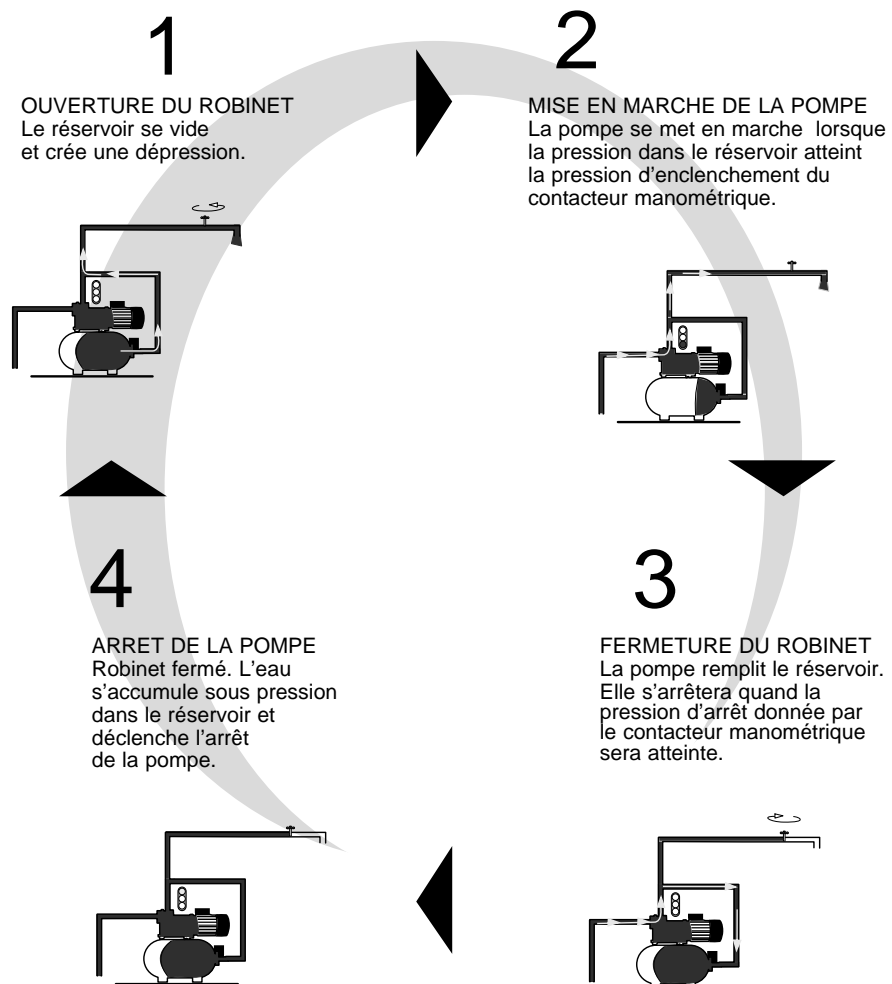 1
OUVERTURE DU ROBINET
Le réservoir se vide
et crée une dépression.
2
MISE EN MARCHE DE LA POMPE
La pompe se met en marche lorsque
la pression dans le réservoir atteint
la pression d'enclenchement du
contacteur manométrique.
3
FERMETURE DU ROBINET
La pompe remplit le réservoir.
Elle s'arrêtera quand la
pression d'arrêt donnée par
le contacteur manométrique
sera atteinte.
4
ARRET DE LA POMPE
Robinet fermé. L'eau
s'accumule sous pression
dans le réservoir et
déclenche l'arrêt
de la pompe.